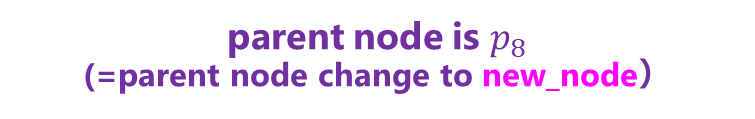 parent node is p₈
(=parent node change to new_node）